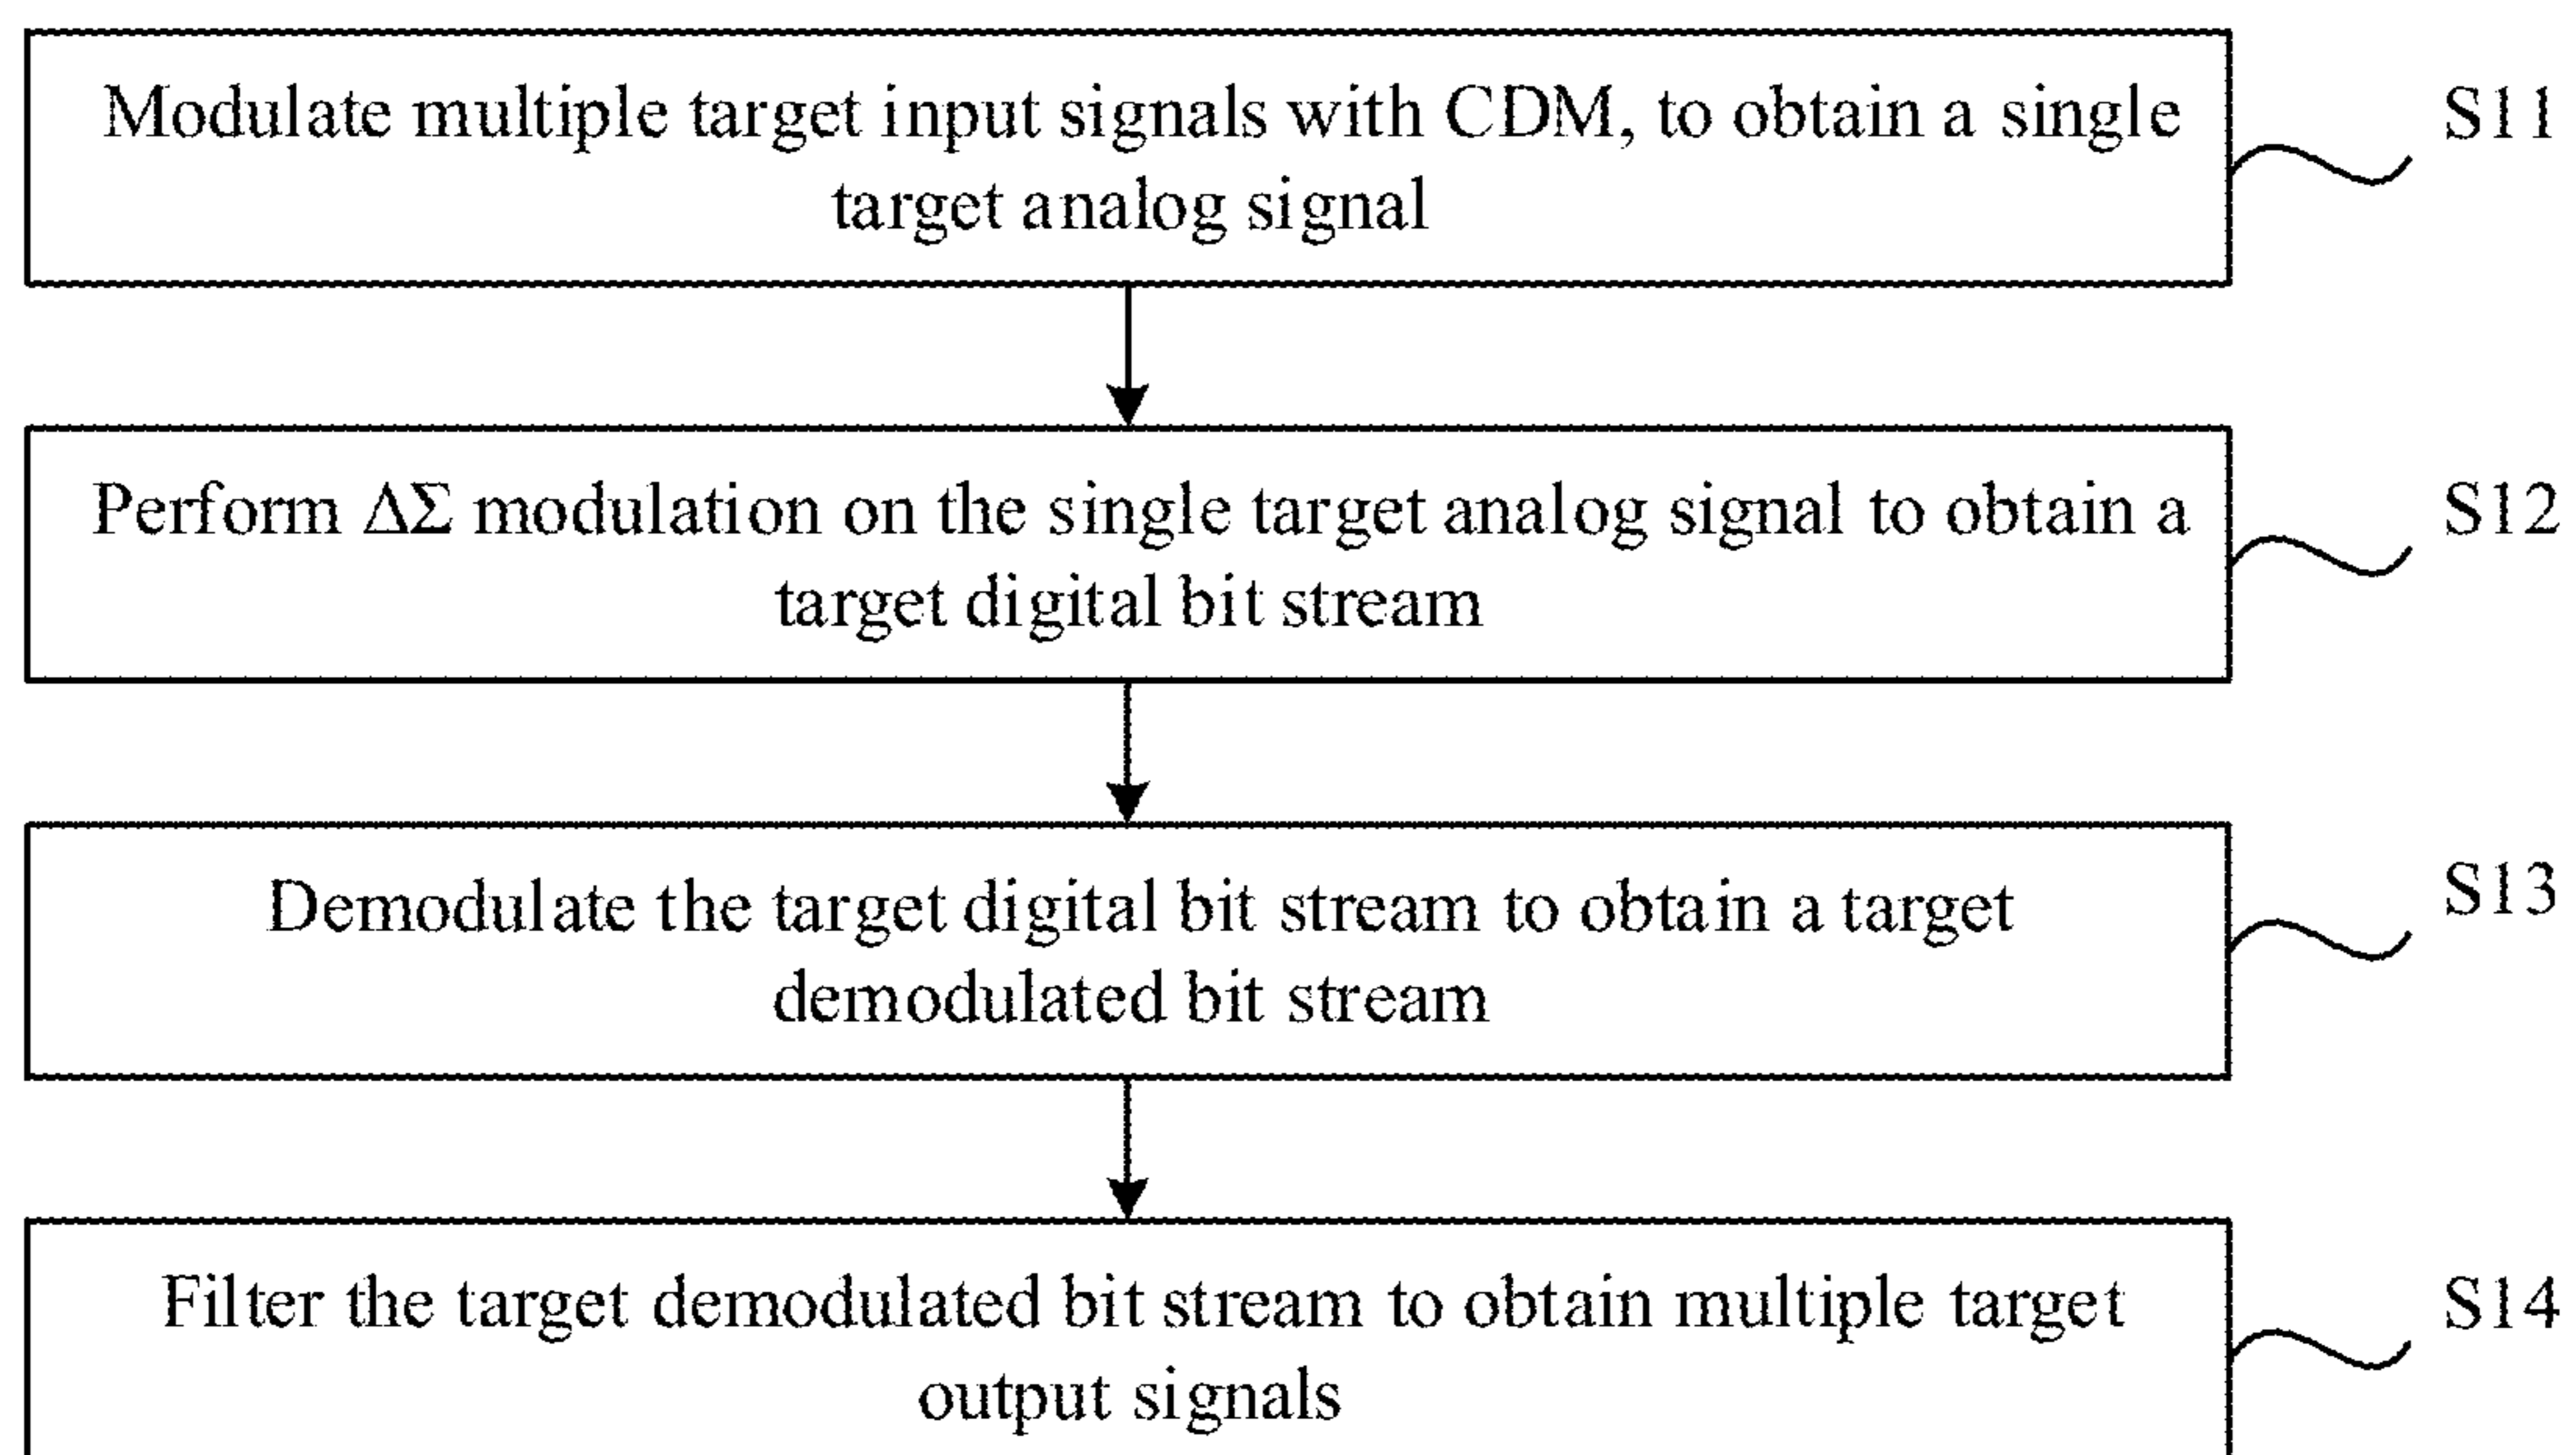 Modulate multiple target input signals with CDM, to obtain a single
target analog signal
S11
Perform ΔΣ modulation on the single target analog signal to obtain a
target digital bit stream
S12
Demodulate the target digital bit stream to obtain a target
demodulated bit stream
S13
Filter the target demodulated bit stream to obtain multiple target
output signals
S14